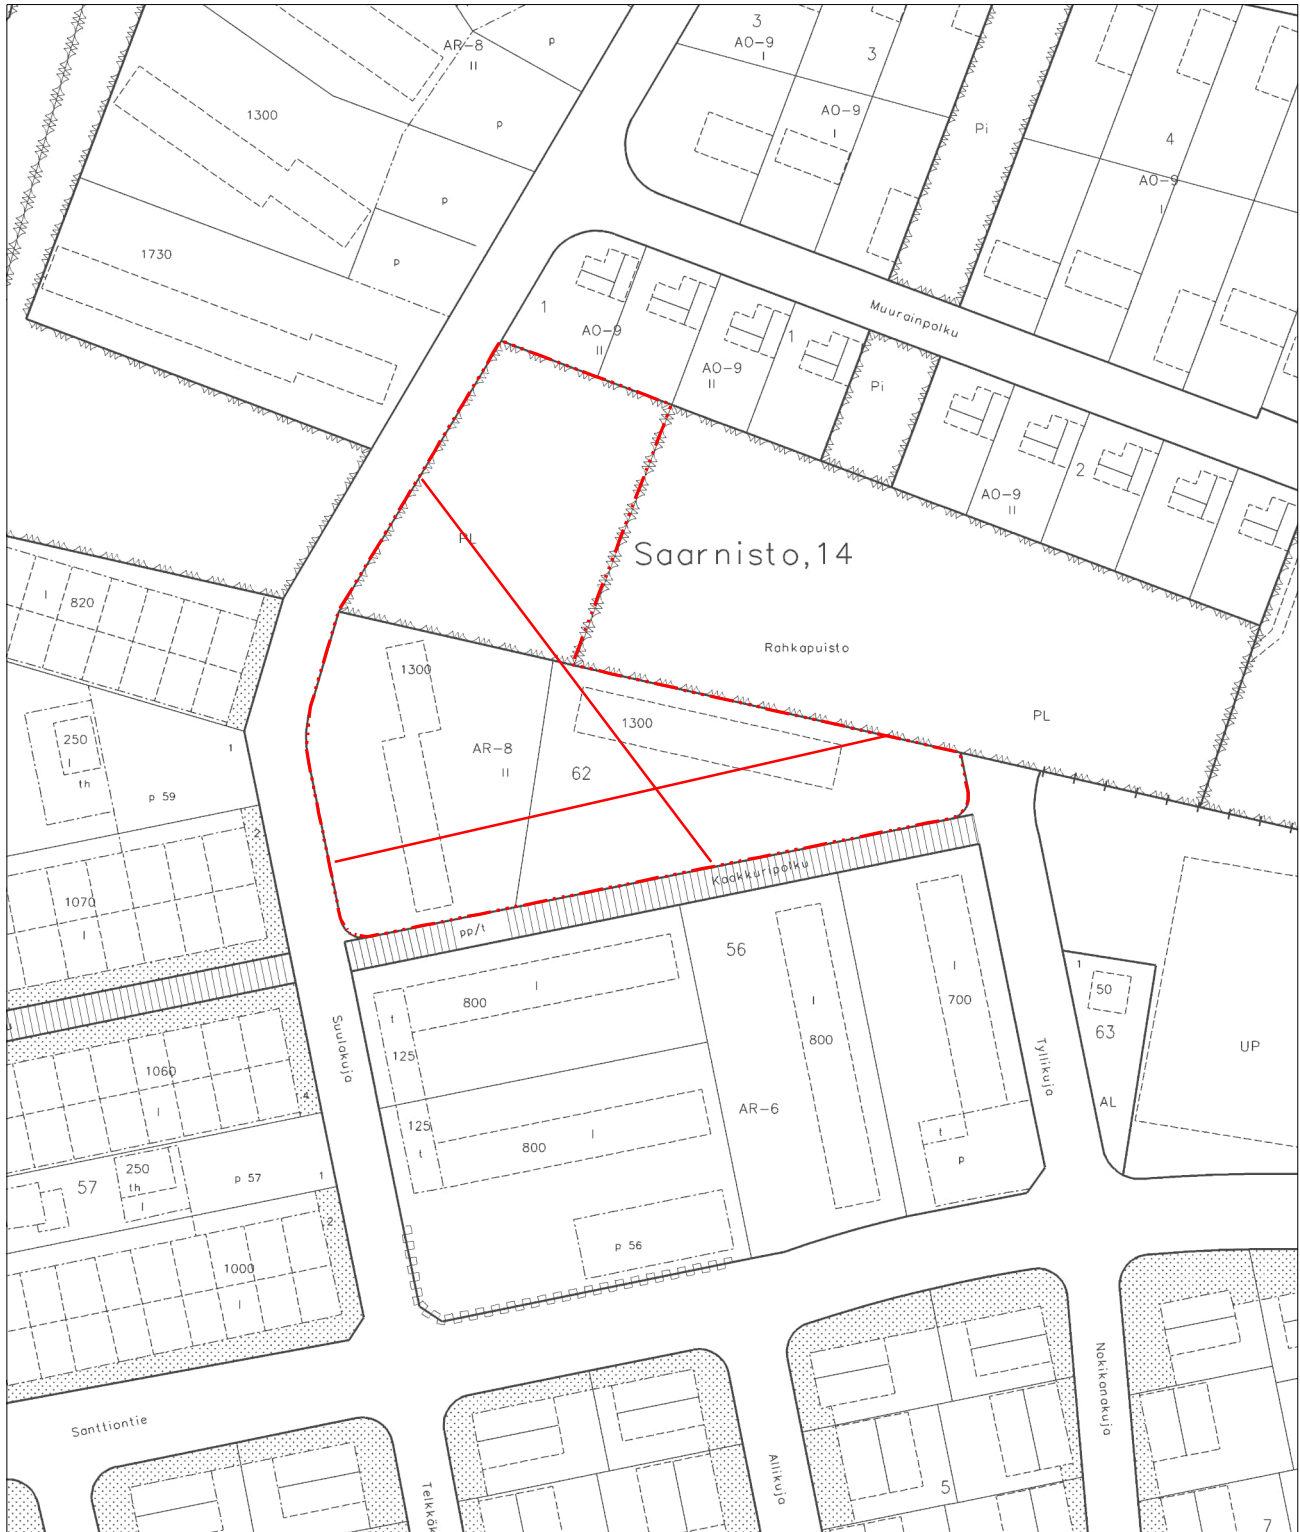 3
AO-9
I
3
AR-8
II
p
1300
AO-9
I
p
Pi
4
AO-9
I
p
1730
p
1
AO-9
II
1
Muurainpolku
AO-9
II
Pi
2
AO-9
II
PL
Saarnisto,14
I
820
Rahkapuisto
1300
PL
1300
AR-8
II
62
250
I
th
1
p 59
2
Kaakkuripolku
1070
I
pp/t
56
1
50
800
I
I
I
700
t
800
63
Suulakuja
UP
125
Tyllikuja
1060
I
4
AR-6
AL
125
t
800
I
t
p
250
th
I
57
p 57
1
2
p 56
1000
I
Santtiontie
Nokikanakuja
Allikuja
5
7